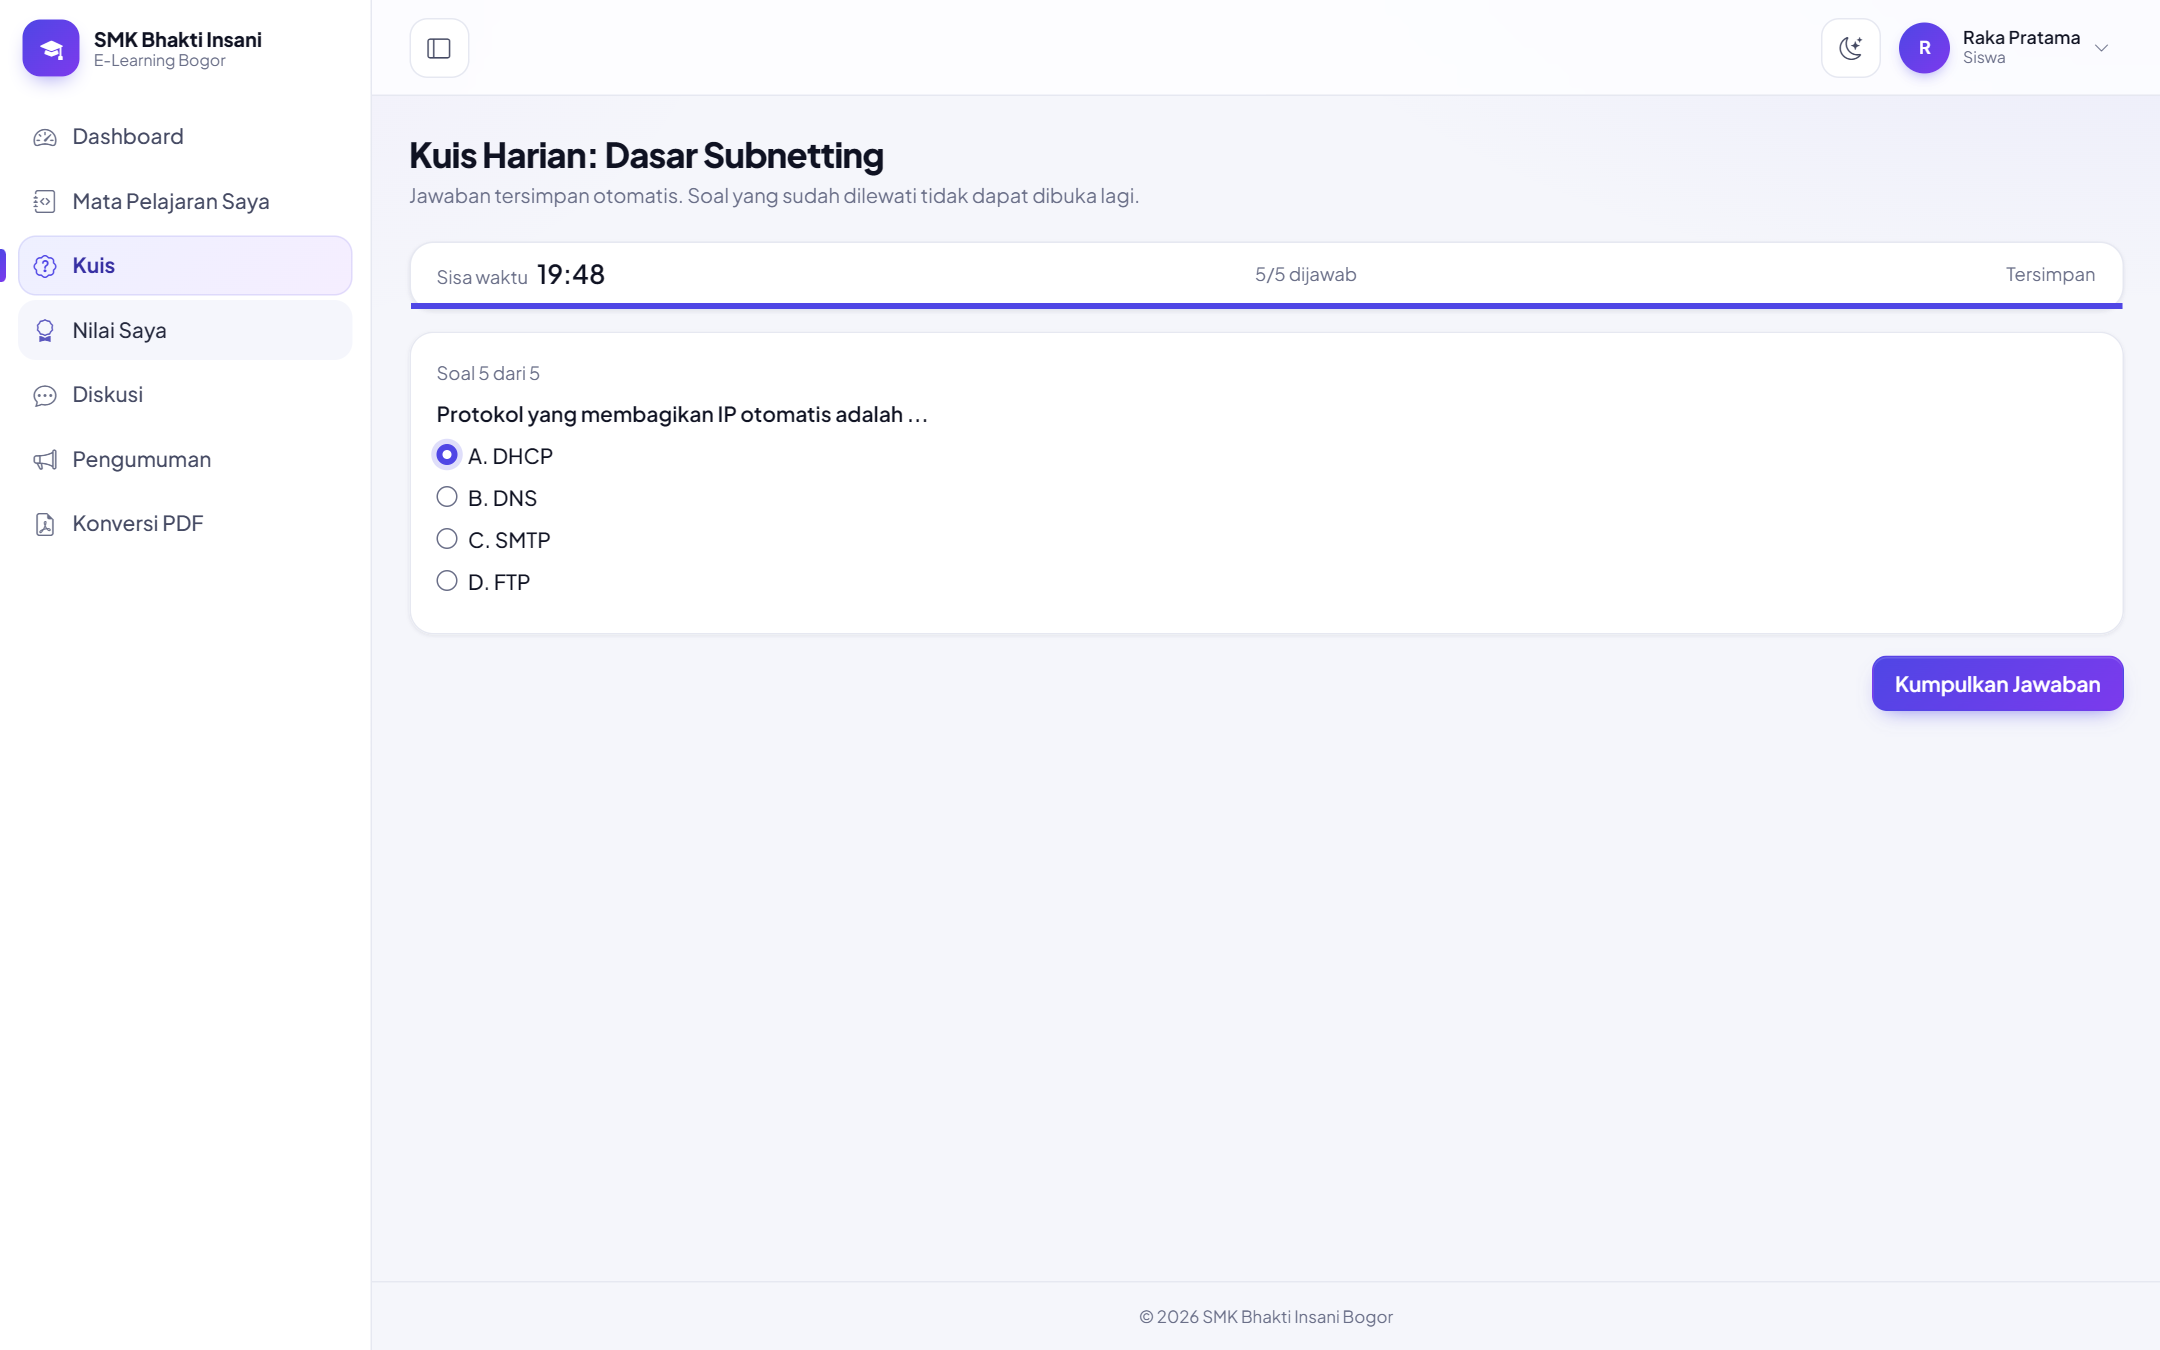 SMK Bhakti Insani
E-Learning Bogor
Dashboard
Mata Pelajaran Saya
Kuis
Nilai Saya
Diskusi
Pengumuman
Konversi PDF
R
Raka Pratama
Siswa
Kuis Harian: Dasar Subnetting
Jawaban tersimpan otomatis. Soal yang sudah dilewati tidak dapat dibuka lagi.
Sisa waktu 19:48
5/5 dijawab
Tersimpan
Soal 5 dari 5
Protokol yang membagikan IP otomatis adalah ...
A. DHCP
B. DNS
C. SMTP
D. FTP
Kumpulkan Jawaban
© 2026 SMK Bhakti Insani Bogor